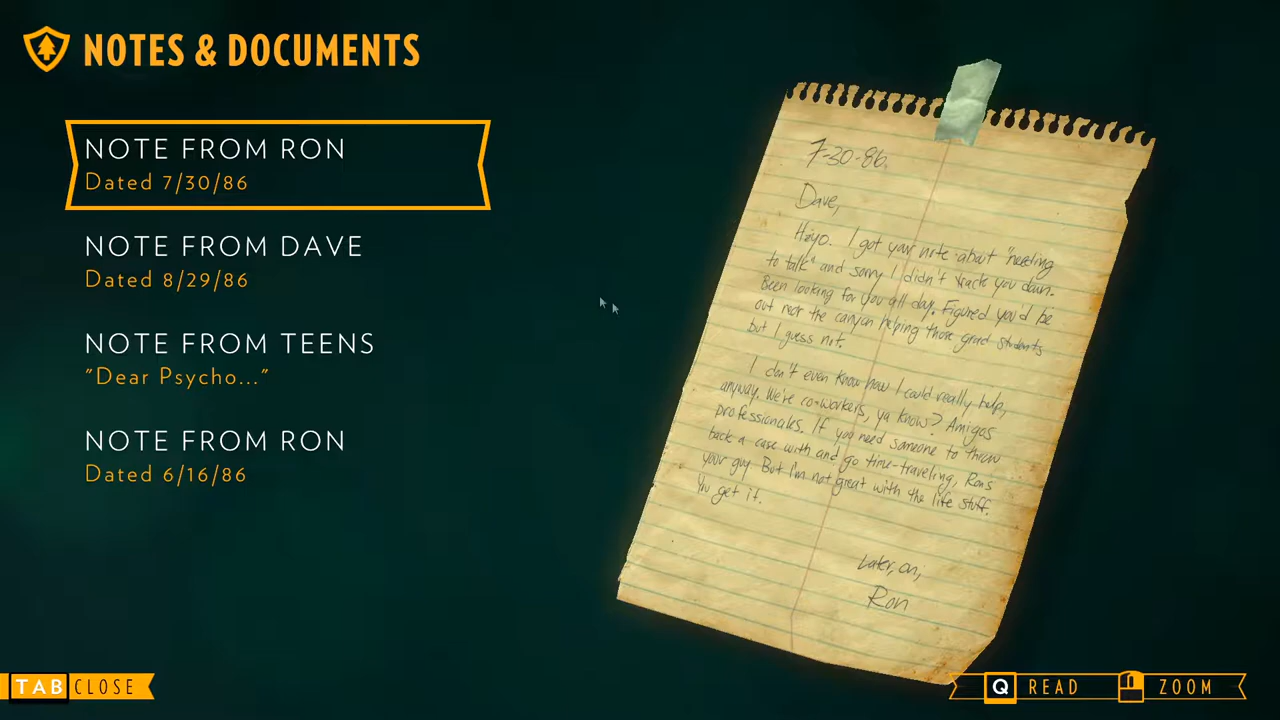 NOTES & DOCUMENTS
NOTE FROM RON
Dated 7/30/86
NOTE FROM DAVE
Dated 8/29/86
NOTE FROM TEENS
"Dear Psycho..."
NOTE FROM RON
Dated 6/16/86
7-30-86.
Dave,
Hiyo. I got your note about "needing
to talk" and sorry I didn't track you down.
Been looking for you all day. Figured you'd be
out near the canyon helping those grad students
but I guess not.
I don't even know how I could really help,
anyway. We're co-workers, ya know? Amigos
professionales. If you need someone to throw
back a case with and go time-traveling, Ron's
your guy. But I'm not great with the life stuff.
You get it.
Later, on,
Ron
TAB CLOSE
Q READ
ZOOM